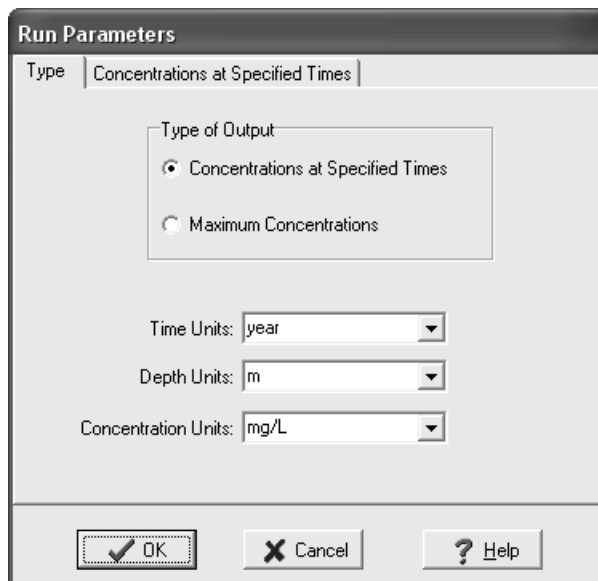 Run Parameters
Type
Concentrations at Specified Times
Type of Output
Concentrations at Specified Times
Maximum Concentrations
Time Units: year
Depth Units: m
Concentration Units: mg/L
OK
Cancel
Help